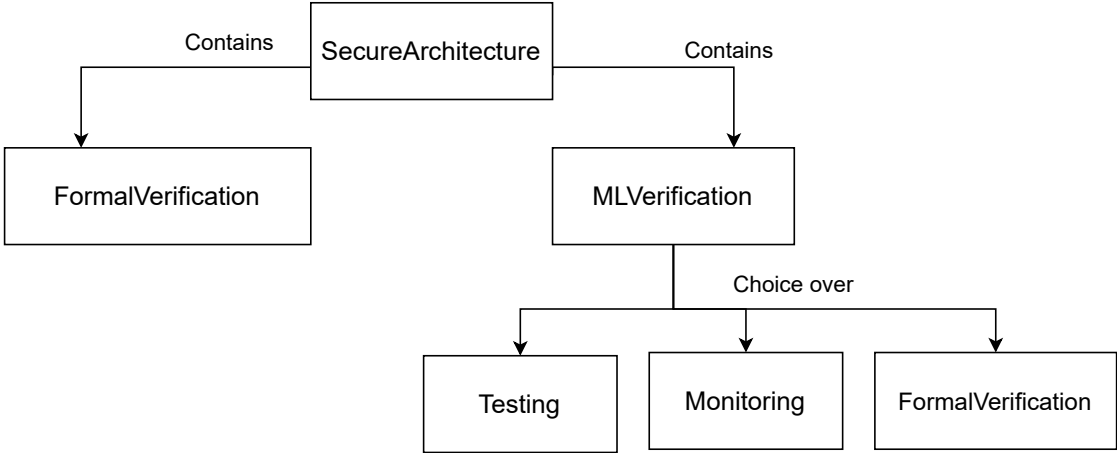 Contains
SecureArchitecture
Contains
FormalVerification
MLVerification
Choice over
Testing
Monitoring
FormalVerification